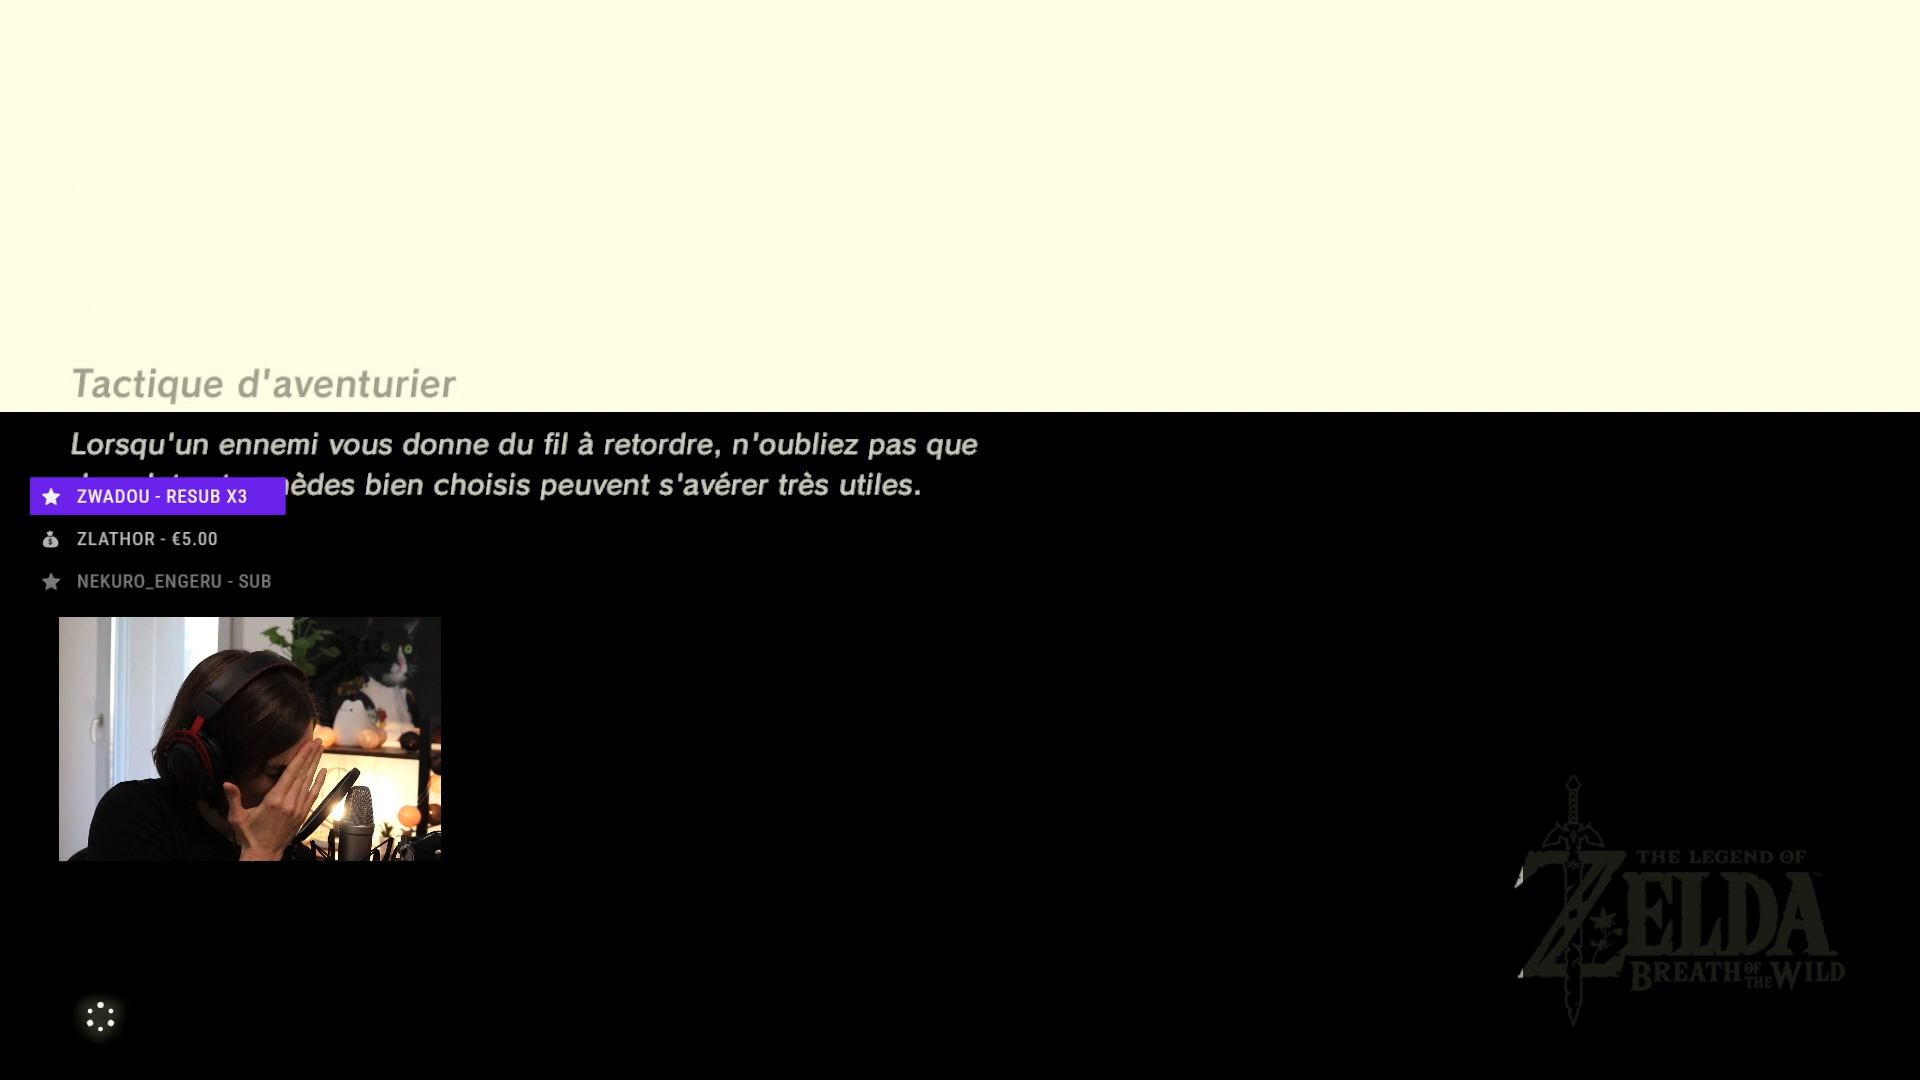 Tactique d'aventurier
Lorsqu'un ennemi vous donne du fil à retordre, n'oubliez pas que
bien choisis peuvent s'avérer très utiles.
ZWADOU - RESUB X3
ZLATHOR - €5.00
NEKURO_ENGERU - SUB
THE LEGEND OF
ZELDA
BREATH OF THE WILD